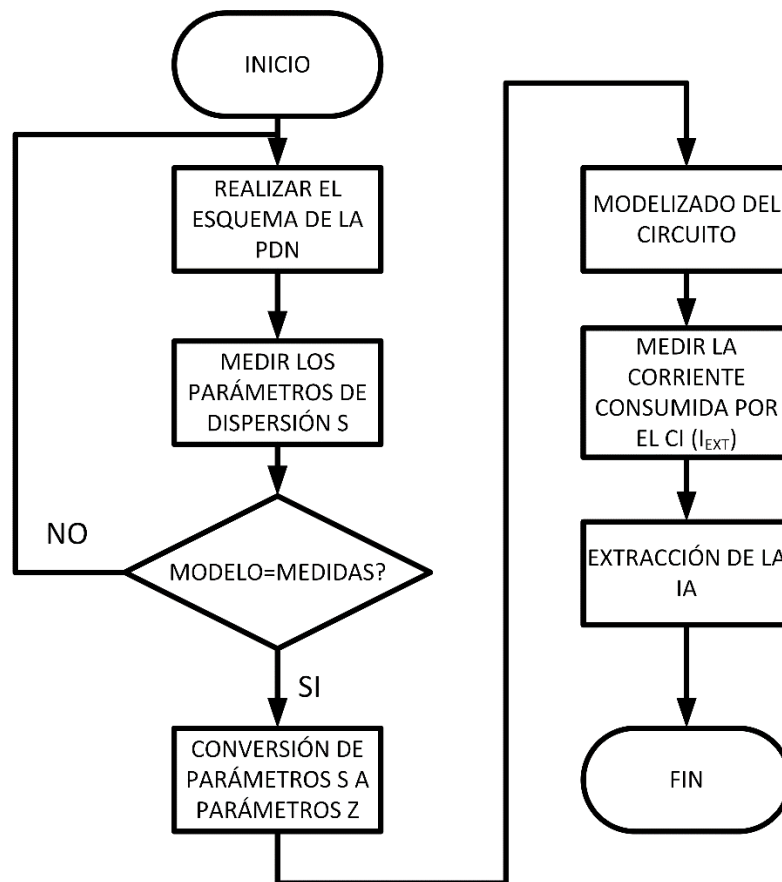 INICIO
REALIZAR EL
ESQUEMA DE LA
PDN
MEDIR LOS
PARÁMETROS DE
DISPERSIÓN S
NO
MODELO=MEDIDAS?
SI
CONVERSIÓN DE
PARÁMETROS S A
PARÁMETROS Z
MODELIZADO DEL
CIRCUITO
MEDIR LA
CORRIENTE
CONSUMIDA POR
EL CI (IEXT)
EXTRACCIÓN DE LA
IA
FIN